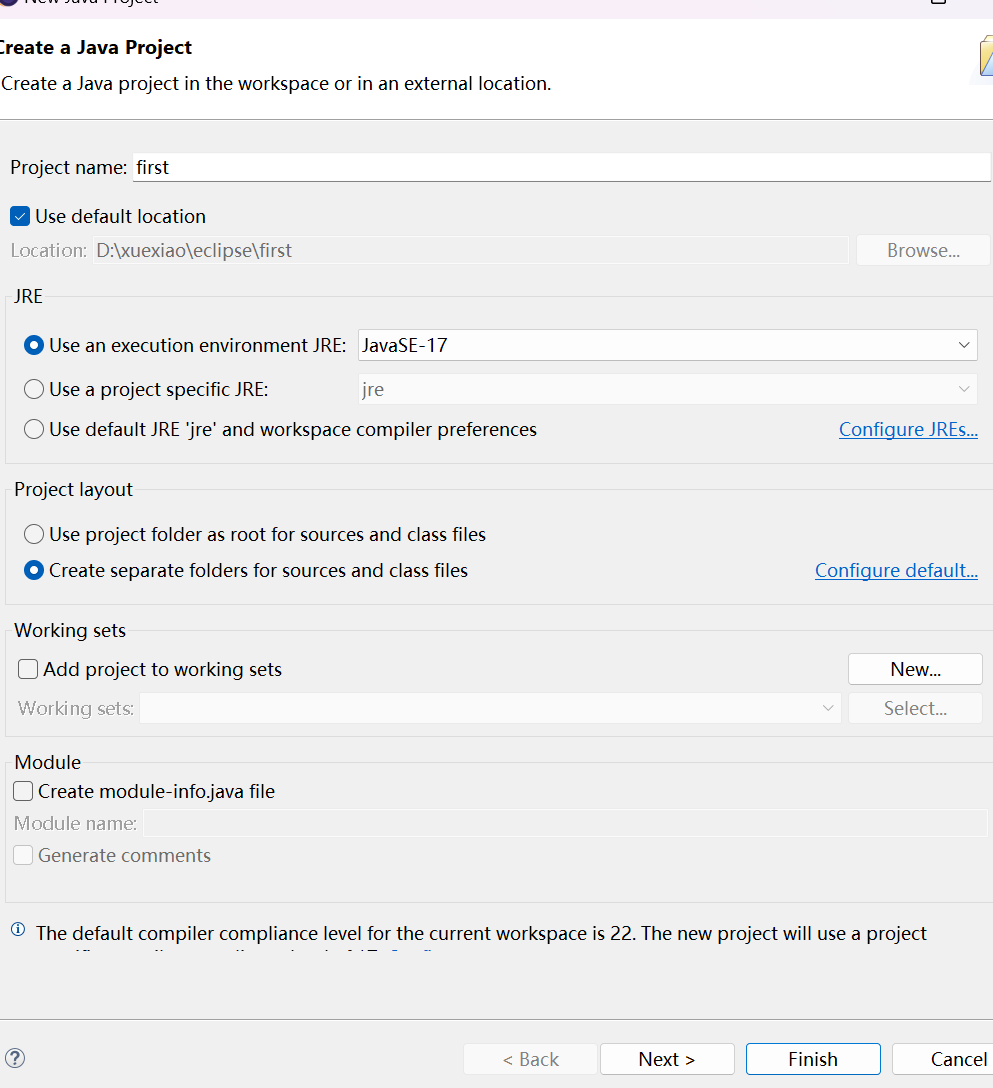 New Java Project
Create a Java Project
Create a Java project in the workspace or in an external location.
Project name: first
Use default location
Location: D:\xuexiao\eclipse\first Browse...
JRE
Use an execution environment JRE: JavaSE-17
Use a project specific JRE: jre
Use default JRE 'jre' and workspace compiler preferences Configure JREs...
Project layout
Use project folder as root for sources and class files
Create separate folders for sources and class files Configure default...
Working sets
Add project to working sets New...
Working sets: Select...
Module
Create module-info.java file
Module name:
Generate comments
The default compiler compliance level for the current workspace is 22. The new project will use a project
< Back Next > Finish Cancel